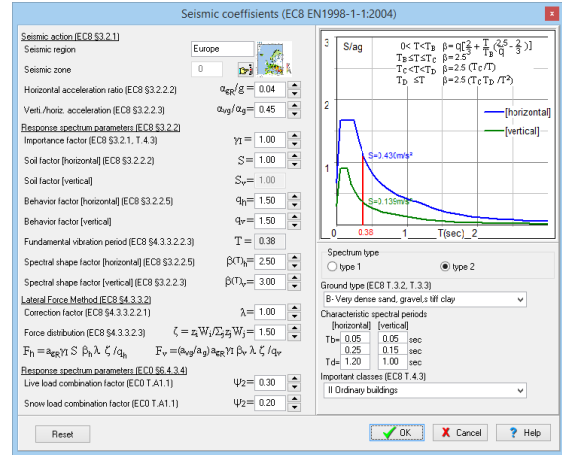 Seismic coeffisients (EC8 EN1998-1-1:2004)
Seismic action (EC8 §3.2.1)
Seismic region Europe
Seismic zone 0
Horizontal acceleration ratio (EC8 §3.2.2.2) αgR/g = 0.04
Verti./horiz. acceleration (EC8 §3.2.2.3) αvg/αg= 0.45
Response spectrum parameters (EC8 §3.2.2)
Importance factor (EC8 §3.2.1, T.4.3) γI = 1.00
Soil factor [horizontal] (EC8 §3.2.2.2) S= 1.00
Soil factor [vertical] Sv= 1.00
Behavior factor [horizontal] (EC8 §3.2.2.5) qh= 1.50
Behavior factor [vertical] qv= 1.50
Fundamental vibration period (EC8 §4.3.3.2.2.3) T = 0.38
Spectral shape factor [horizontal] (EC8 §3.2.2.5) β(T)h= 2.50
Spectral shape factor [vertical] (EC8 §3.2.2.3) β(T)v= 3.00
Lateral Force Method (EC8 §4.3.3.2)
Correction factor (EC8 §4.3.3.2.2.1) λ= 1.00
Force distribution (EC8 §4.3.3.2.3) ζ = ziWi/ΣzjWj= 1.50
Fh=agRγI S βh λ ζ /qh Fv=(avg/ag)agRγI βv λ ζ /qv
Response spectrum parameters (EC0 §6.4.3.4)
Live load combination factor (EC0 T.A1.1) Ψ2= 0.30
Snow load combination factor (EC0 T.A1.1) Ψ2= 0.20
Reset
3 S/ag 0< T<TB β=q[2/3 + T/TB(2.5/q - 2/3)]
TB≤T≤TC β=2.5
TC<T<TD β=2.5 (TC/T)
TD ≤T β=2.5(TCTD /T²)
2
[horizontal]
[vertical]
S=0.430m/s²
1
S=0.139m/s²
0 0.38 1 T(sec) 2
Spectrum type
type 1 type 2
Ground type (EC8 T.3.2, T.3.3)
B- Very dense sand, gravel,s tiff clay
Characteristic spectral periods
[horizontal] [vertical]
Tb= 0.05 0.05 sec
0.25 0.15 sec
Td= 1.20 1.00 sec
Important classes (EC8 T.4.3)
II Ordinary buildings
OK Cancel ? Help